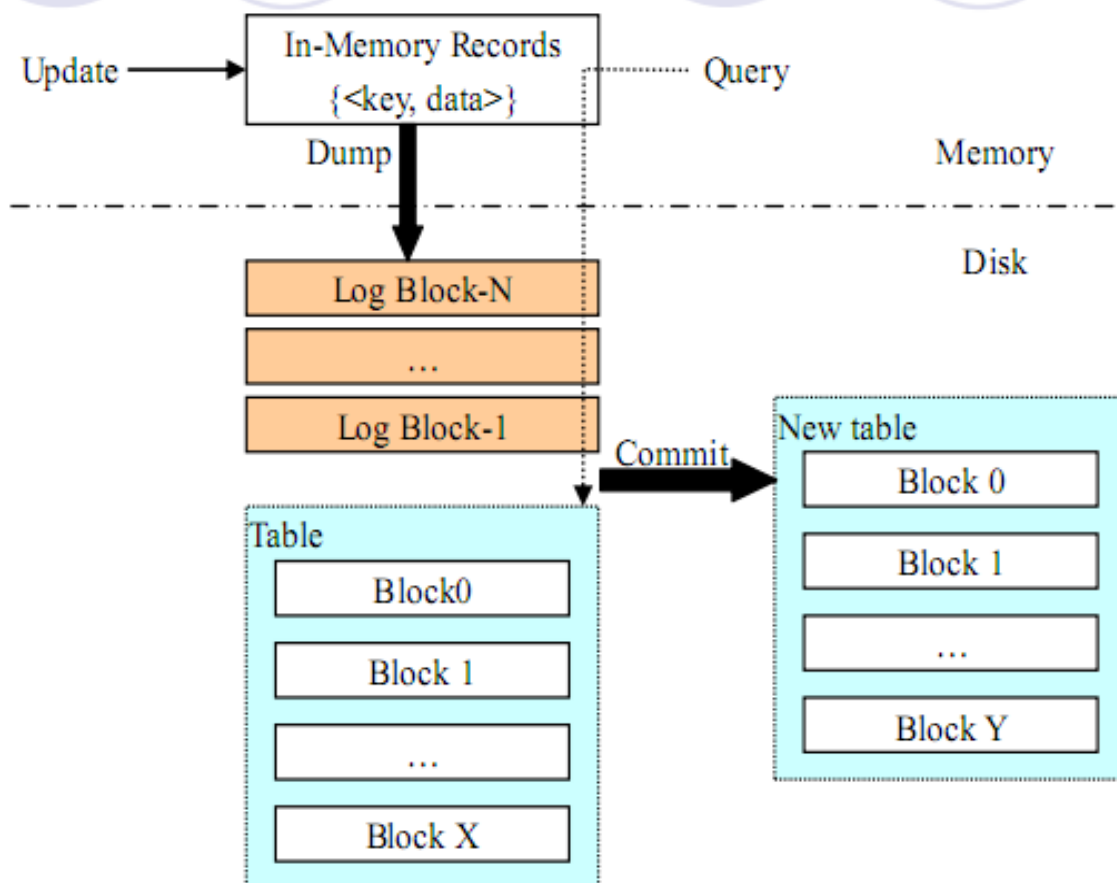 In-Memory Records
{<key, data>}
Update
Query
Dump
Memory
Disk
Log Block-N
...
Log Block-1
Commit
Table
Block0
Block 1
...
Block X
New table
Block 0
Block 1
...
Block Y